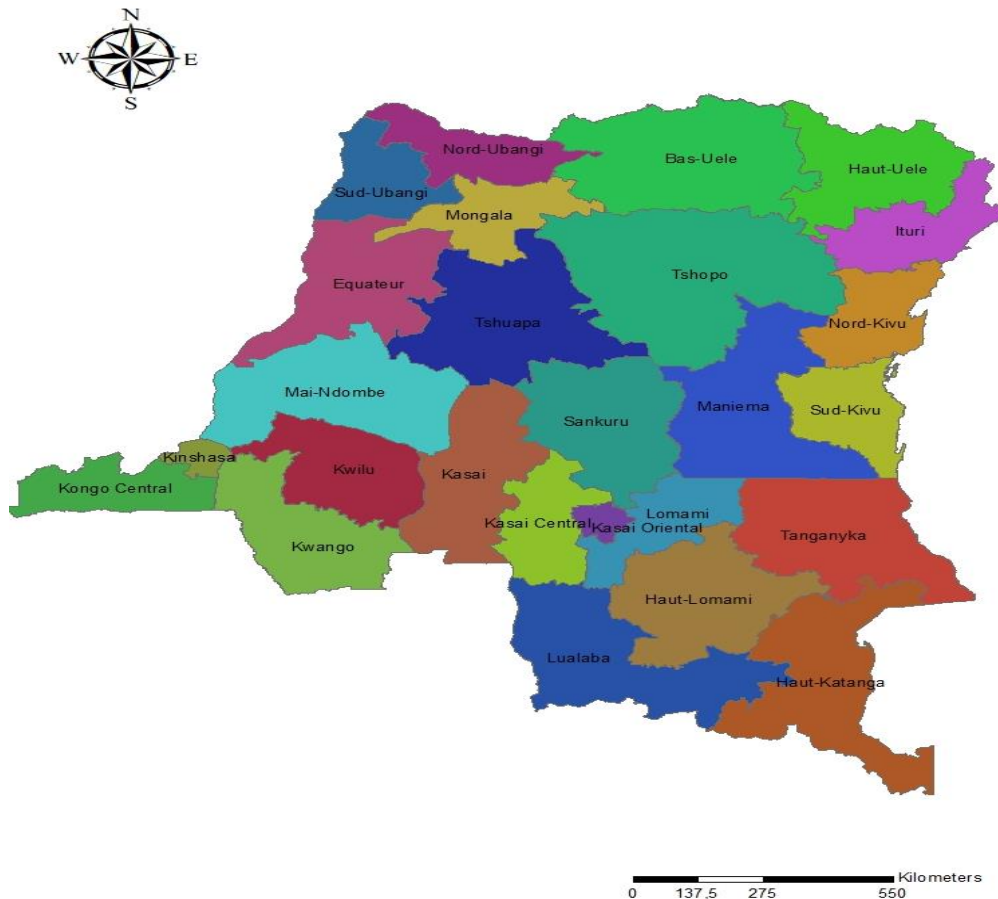 N
W E
S
Nord-Ubangi
Bas-Uele
Haut-Uele
Sud-Ubangi
Mongala
Ituri
Tshopo
Equateur
Tshuapa
Nord-Kivu
Mai-Ndombe
Maniema
Sud-Kivu
Sankuru
Kinshasa
Kwilu
Kasai
Kongo Central
Lomami
Kasai Central
Kasai Oriental
Tanganyka
Kwango
Haut-Lomami
Lualaba
Haut-Katanga
Kilometers
0 137,5 275 550